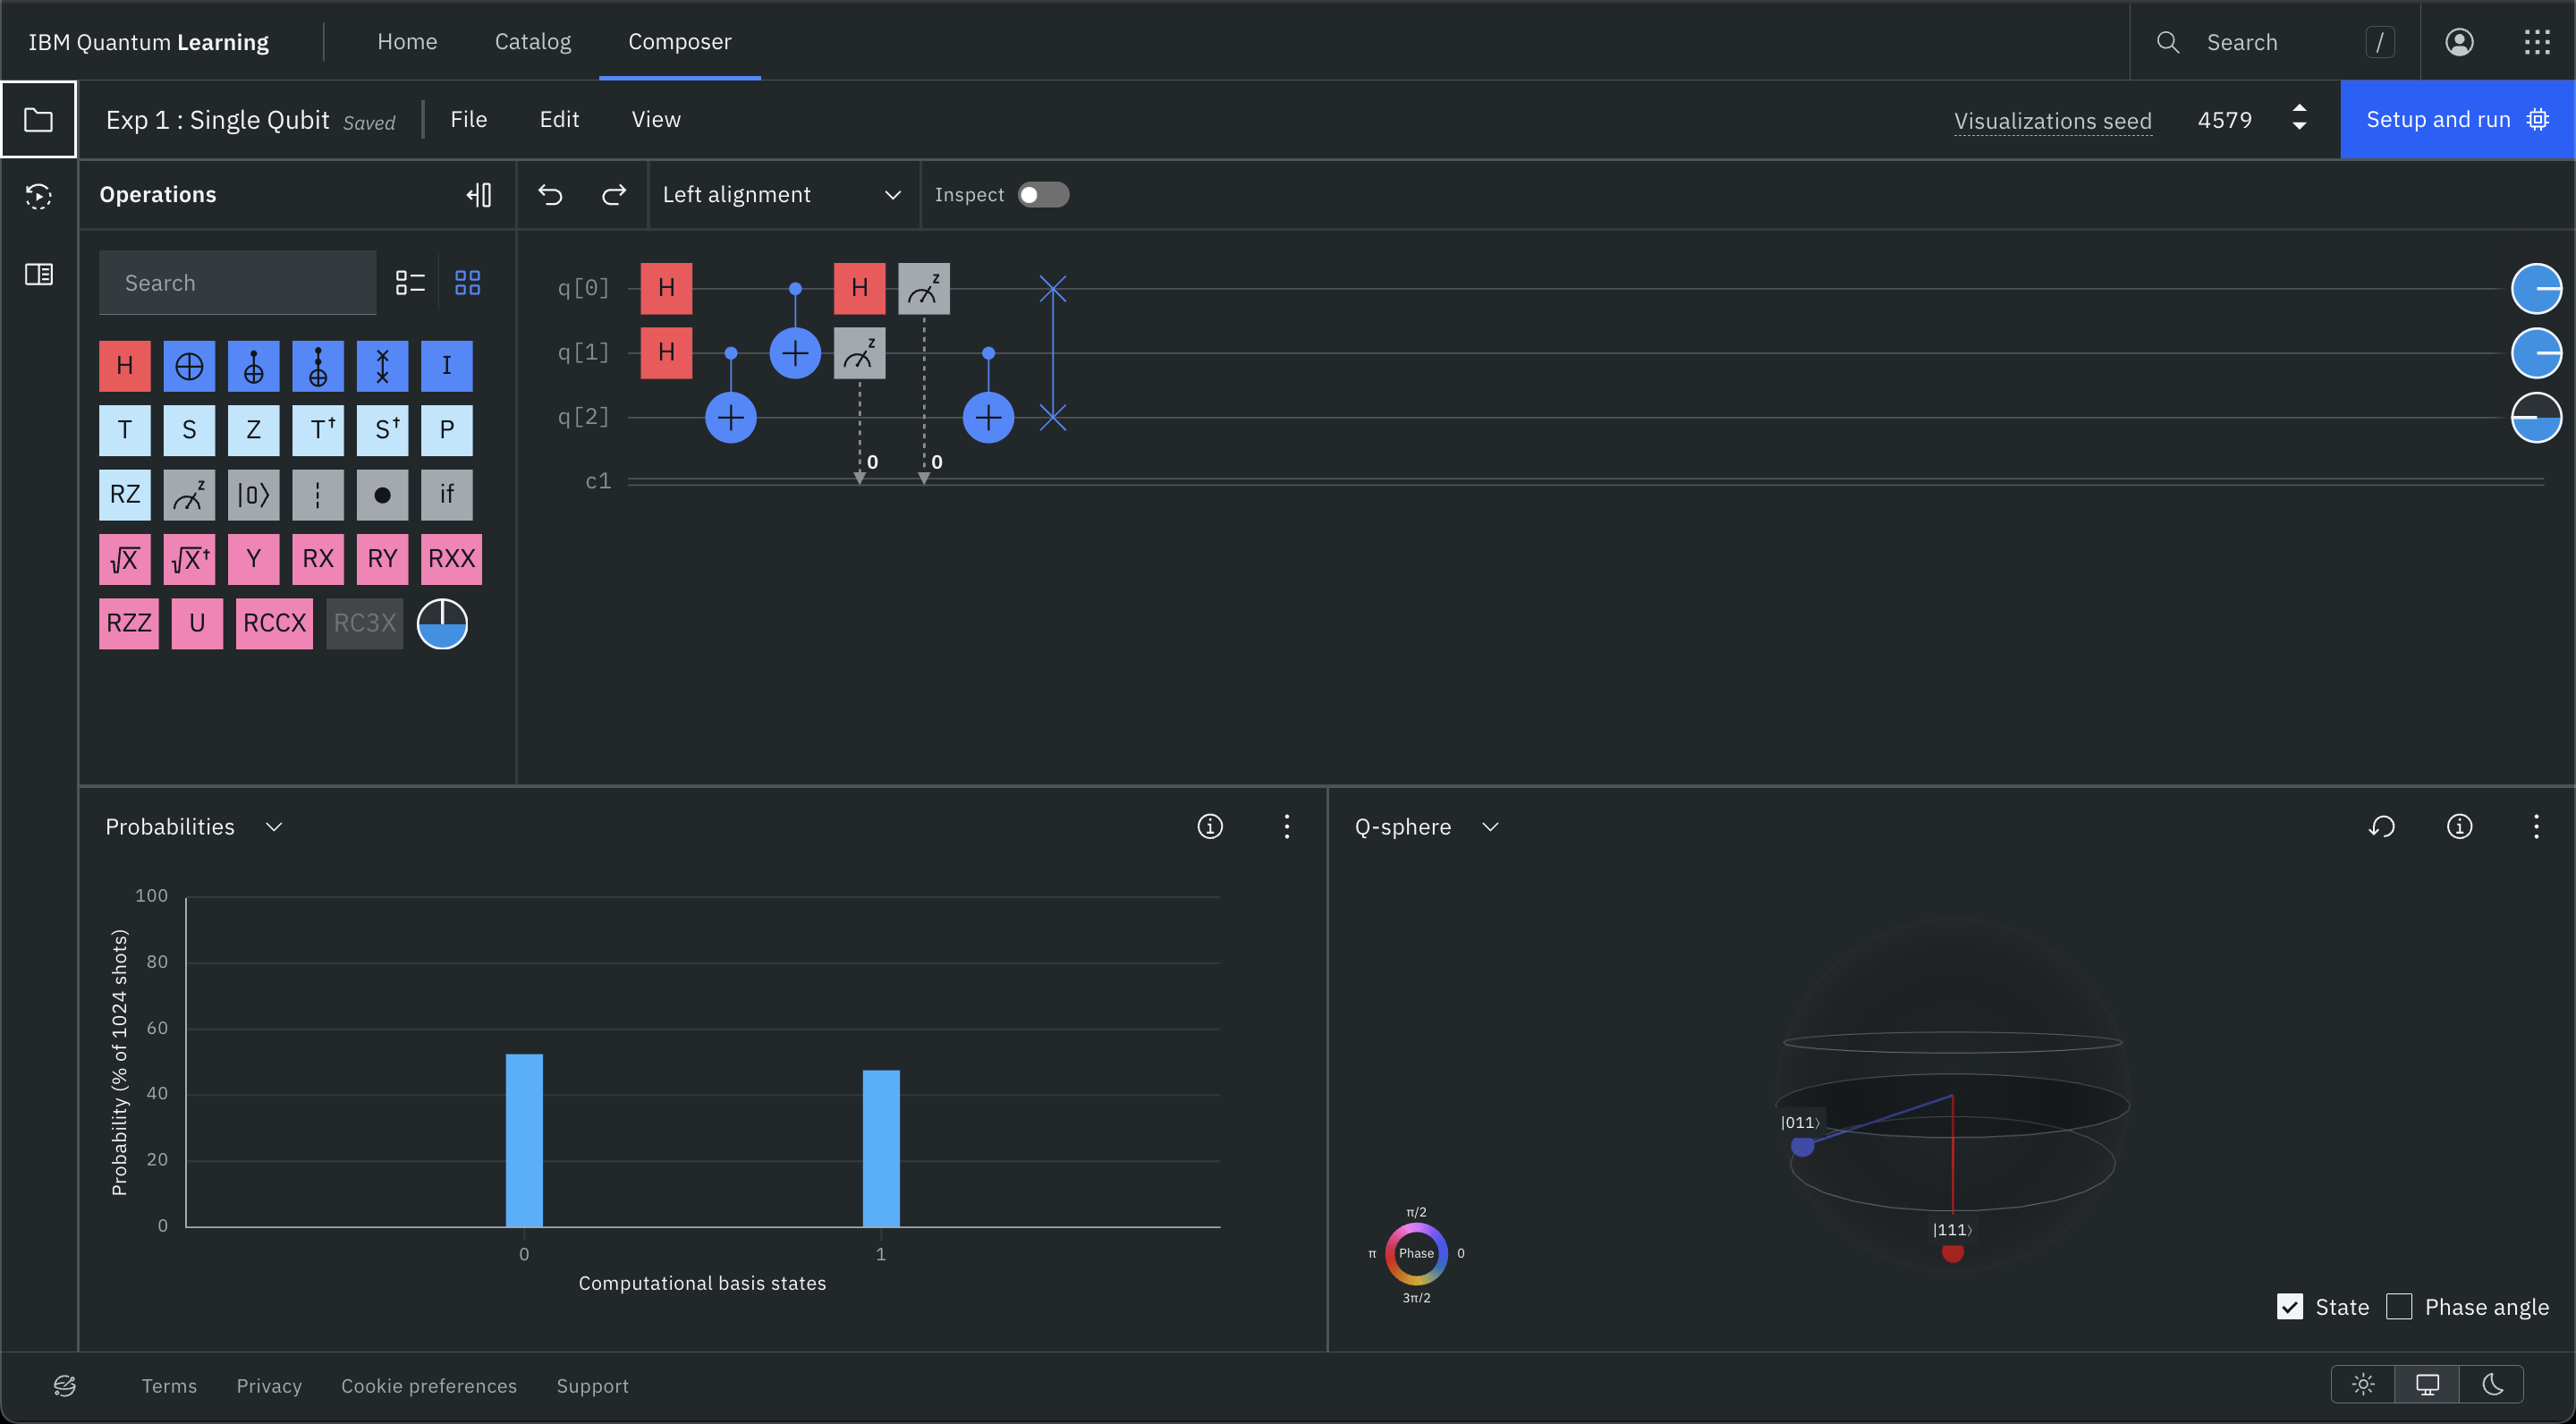 IBM Quantum Learning Home Catalog Composer Search /
Exp 1 : Single Qubit Saved File Edit View Visualizations seed 4579 Setup and run
Operations Left alignment Inspect
Search
H I
T S Z T† S† P
RZ z |0⟩ if
√X √X† Y RX RY RXX
RZZ U RCCX RC3X
q[0] H H z
q[1] H z
q[2]
c1 0 0
Probabilities
Probability (% of 1024 shots)
100
80
60
40
20
0
0 1
Computational basis states
Q-sphere
|011⟩
|111⟩
π/2
π Phase 0
3π/2
State Phase angle
Terms Privacy Cookie preferences Support